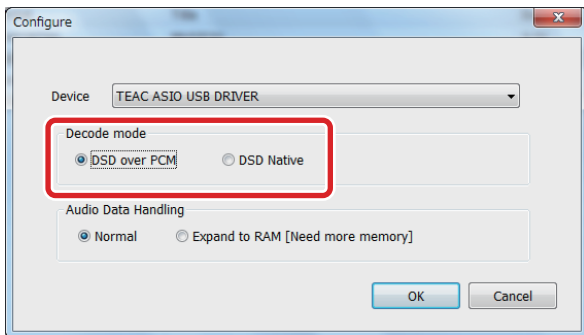 Configure
Device TEAC ASIO USB DRIVER
Decode mode
DSD over PCM DSD Native
Audio Data Handling
Normal Expand to RAM [Need more memory]
OK Cancel